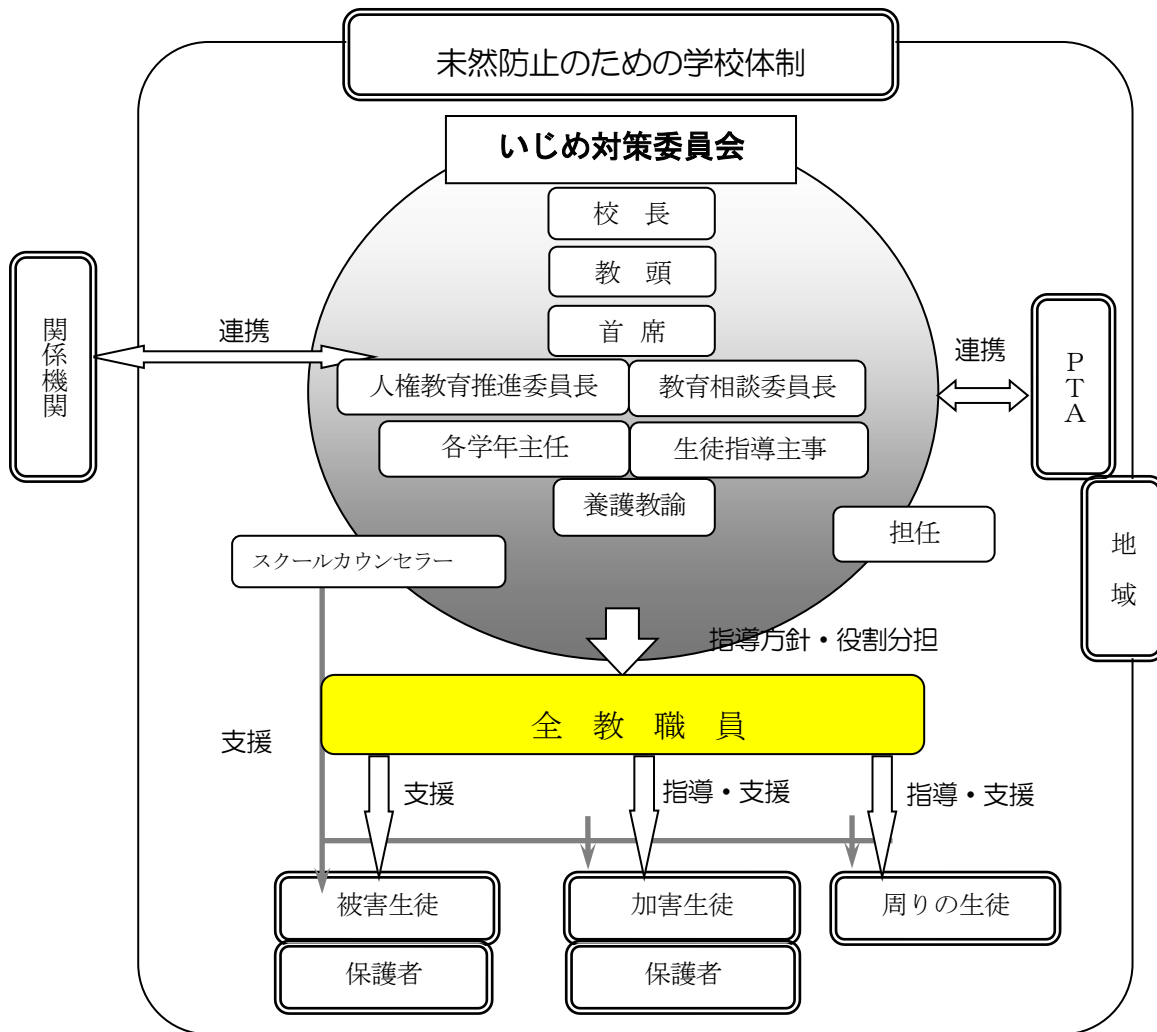 未然防止のための学校体制
いじめ対策委員会
校　長
教　頭
首　席
人権教育推進委員長
教育相談委員長
各学年主任
生徒指導主事
養護教諭
担任
スクールカウンセラー
関係機関
連携
連携
PTA
地域
指導方針・役割分担
全　教　職　員
支援
支援
指導・支援
指導・支援
被害生徒
加害生徒
周りの生徒
保護者
保護者